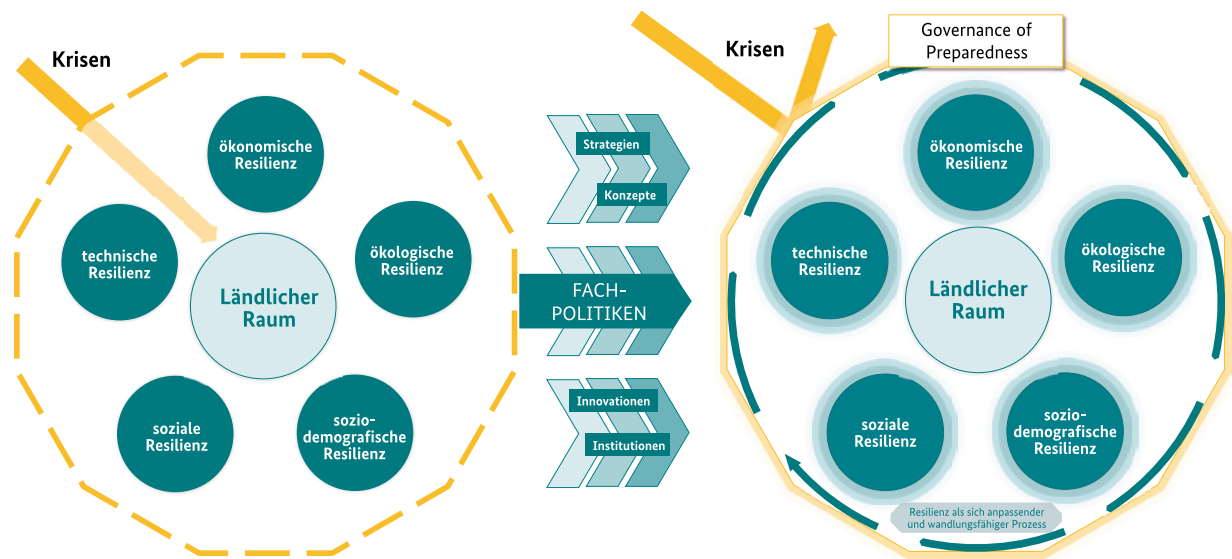 Krisen
ökonomische
Resilienz
technische
Resilienz
ökologische
Resilienz
Ländlicher
Raum
soziale
Resilienz
sozio-
demografische
Resilienz
Strategien
Konzepte
FACH-
POLITIKEN
Innovationen
Institutionen
Krisen
Governance of
Preparedness
ökonomische
Resilienz
technische
Resilienz
ökologische
Resilienz
Ländlicher
Raum
soziale
Resilienz
sozio-
demografische
Resilienz
Resilienz als sich anpassender
und wandlungsfähiger Prozess